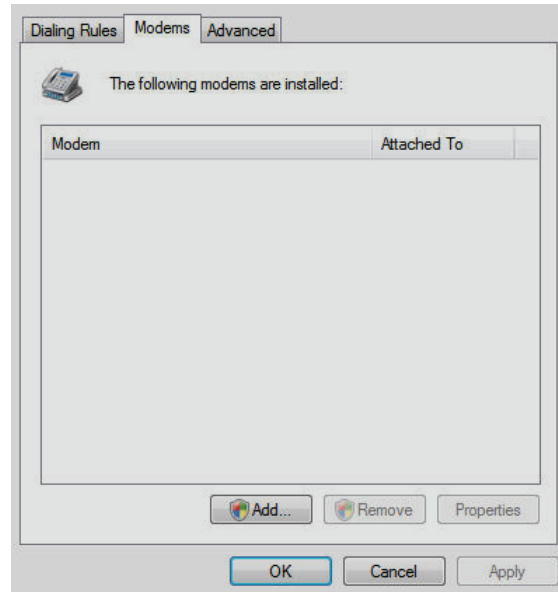 Dialing Rules Modems Advanced
The following modems are installed:
Modem Attached To
Add... Remove Properties
OK Cancel Apply